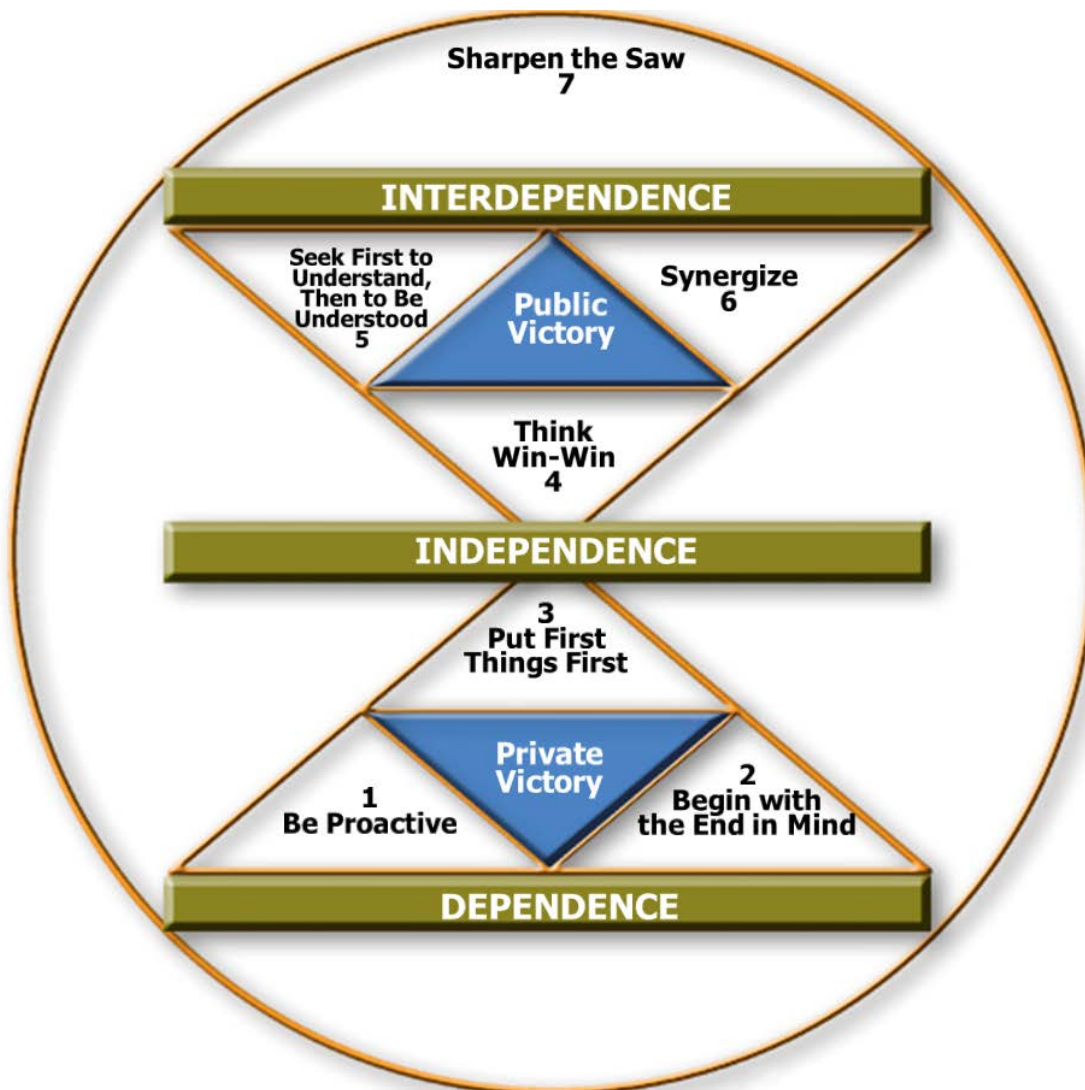 Sharpen the Saw
7
INTERDEPENDENCE
Seek First to
Understand,
Then to Be
Understood
5
Public
Victory
Synergize
6
Think
Win-Win
4
INDEPENDENCE
3
Put First
Things First
Private
Victory
1
Be Proactive
2
Begin with
the End in Mind
DEPENDENCE